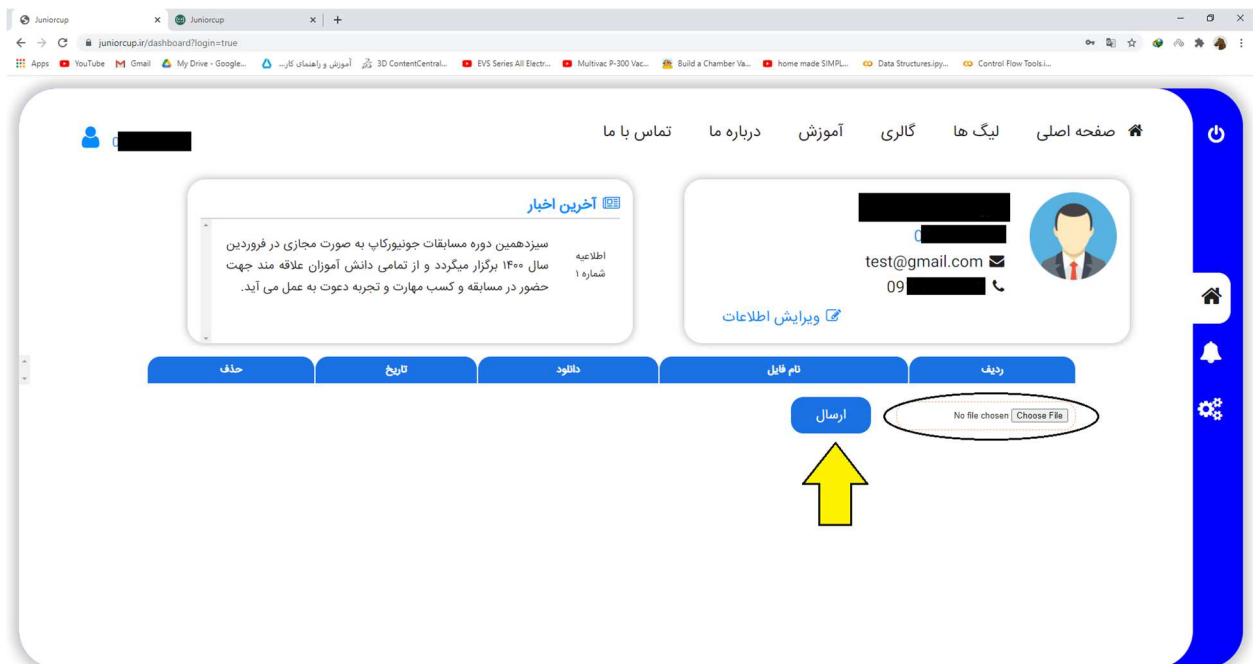 Juniorcup
Juniorcup
juniorcup.ir/dashboard?login=true
Apps YouTube Gmail My Drive - Google... آموزش و راهنمای کار... 3D ContentCentral... EVS Series All Electr... Multivac P-300 Vac... Build a Chamber Va... home made SIMPL... Data Structures.ipy... Control Flow Tools.i...
صفحه اصلی لیگ ها گالری آموزش درباره ما تماس با ما
0
0
test@gmail.com
09
ویرایش اطلاعات
آخرین اخبار
اطلاعیه شماره ۱
سیزدهمین دوره مسابقات جونیورکاپ به صورت مجازی در فروردین
سال ۱۴۰۰ برگزار میگردد و از تمامی دانش آموزان علاقه مند جهت
حضور در مسابقه و کسب مهارت و تجربه دعوت به عمل می آید.
ردیف نام فایل دانلود تاریخ حذف
Choose File No file chosen
ارسال